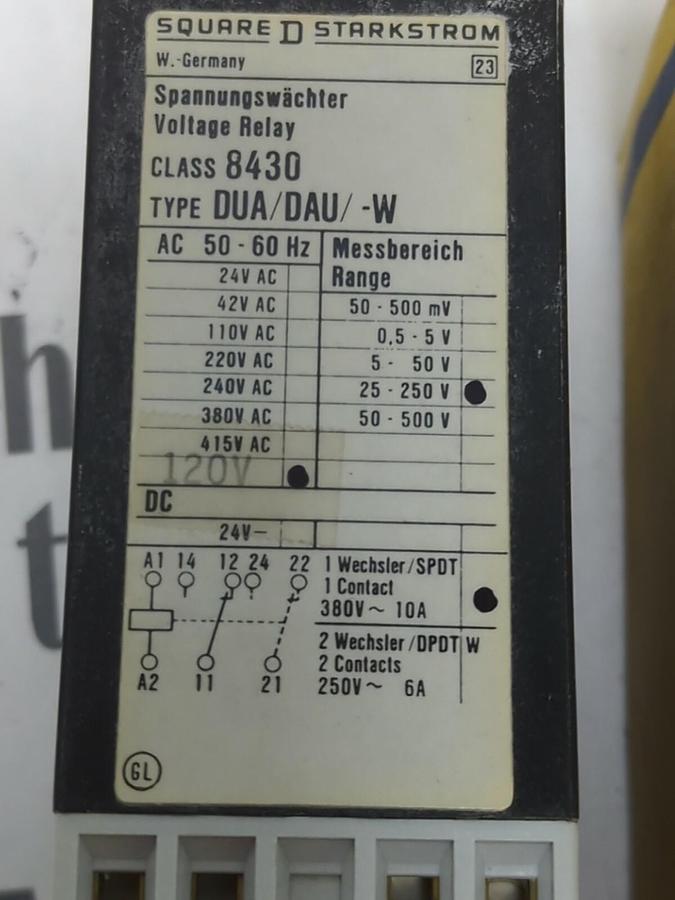 SQUARE D STARKSTROM
W.-Germany 23
Spannungswächter
Voltage Relay
CLASS 8430
TYPE DUA/DAU/ -W
AC 50 - 60 Hz
24V AC
42V AC
110V AC
220V AC
240V AC
380V AC
415V AC
120V
Messbereich
Range
50 - 500 mV
0,5 - 5 V
5 - 50 V
25 - 250 V
50 - 500 V
DC
24V−
A1 14 12 24 22
A2 11 21
1 Wechsler/SPDT
1 Contact
380V ~ 10A
2 Wechsler/DPDT W
2 Contacts
250V ~ 6A
GL
h
t